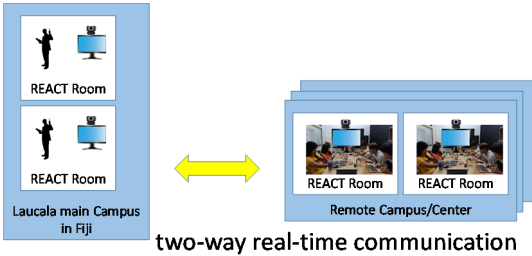 REACT Room
REACT Room
Laucala main Campus
in Fiji
REACT Room
REACT Room
Remote Campus/Center
two-way real-time communication